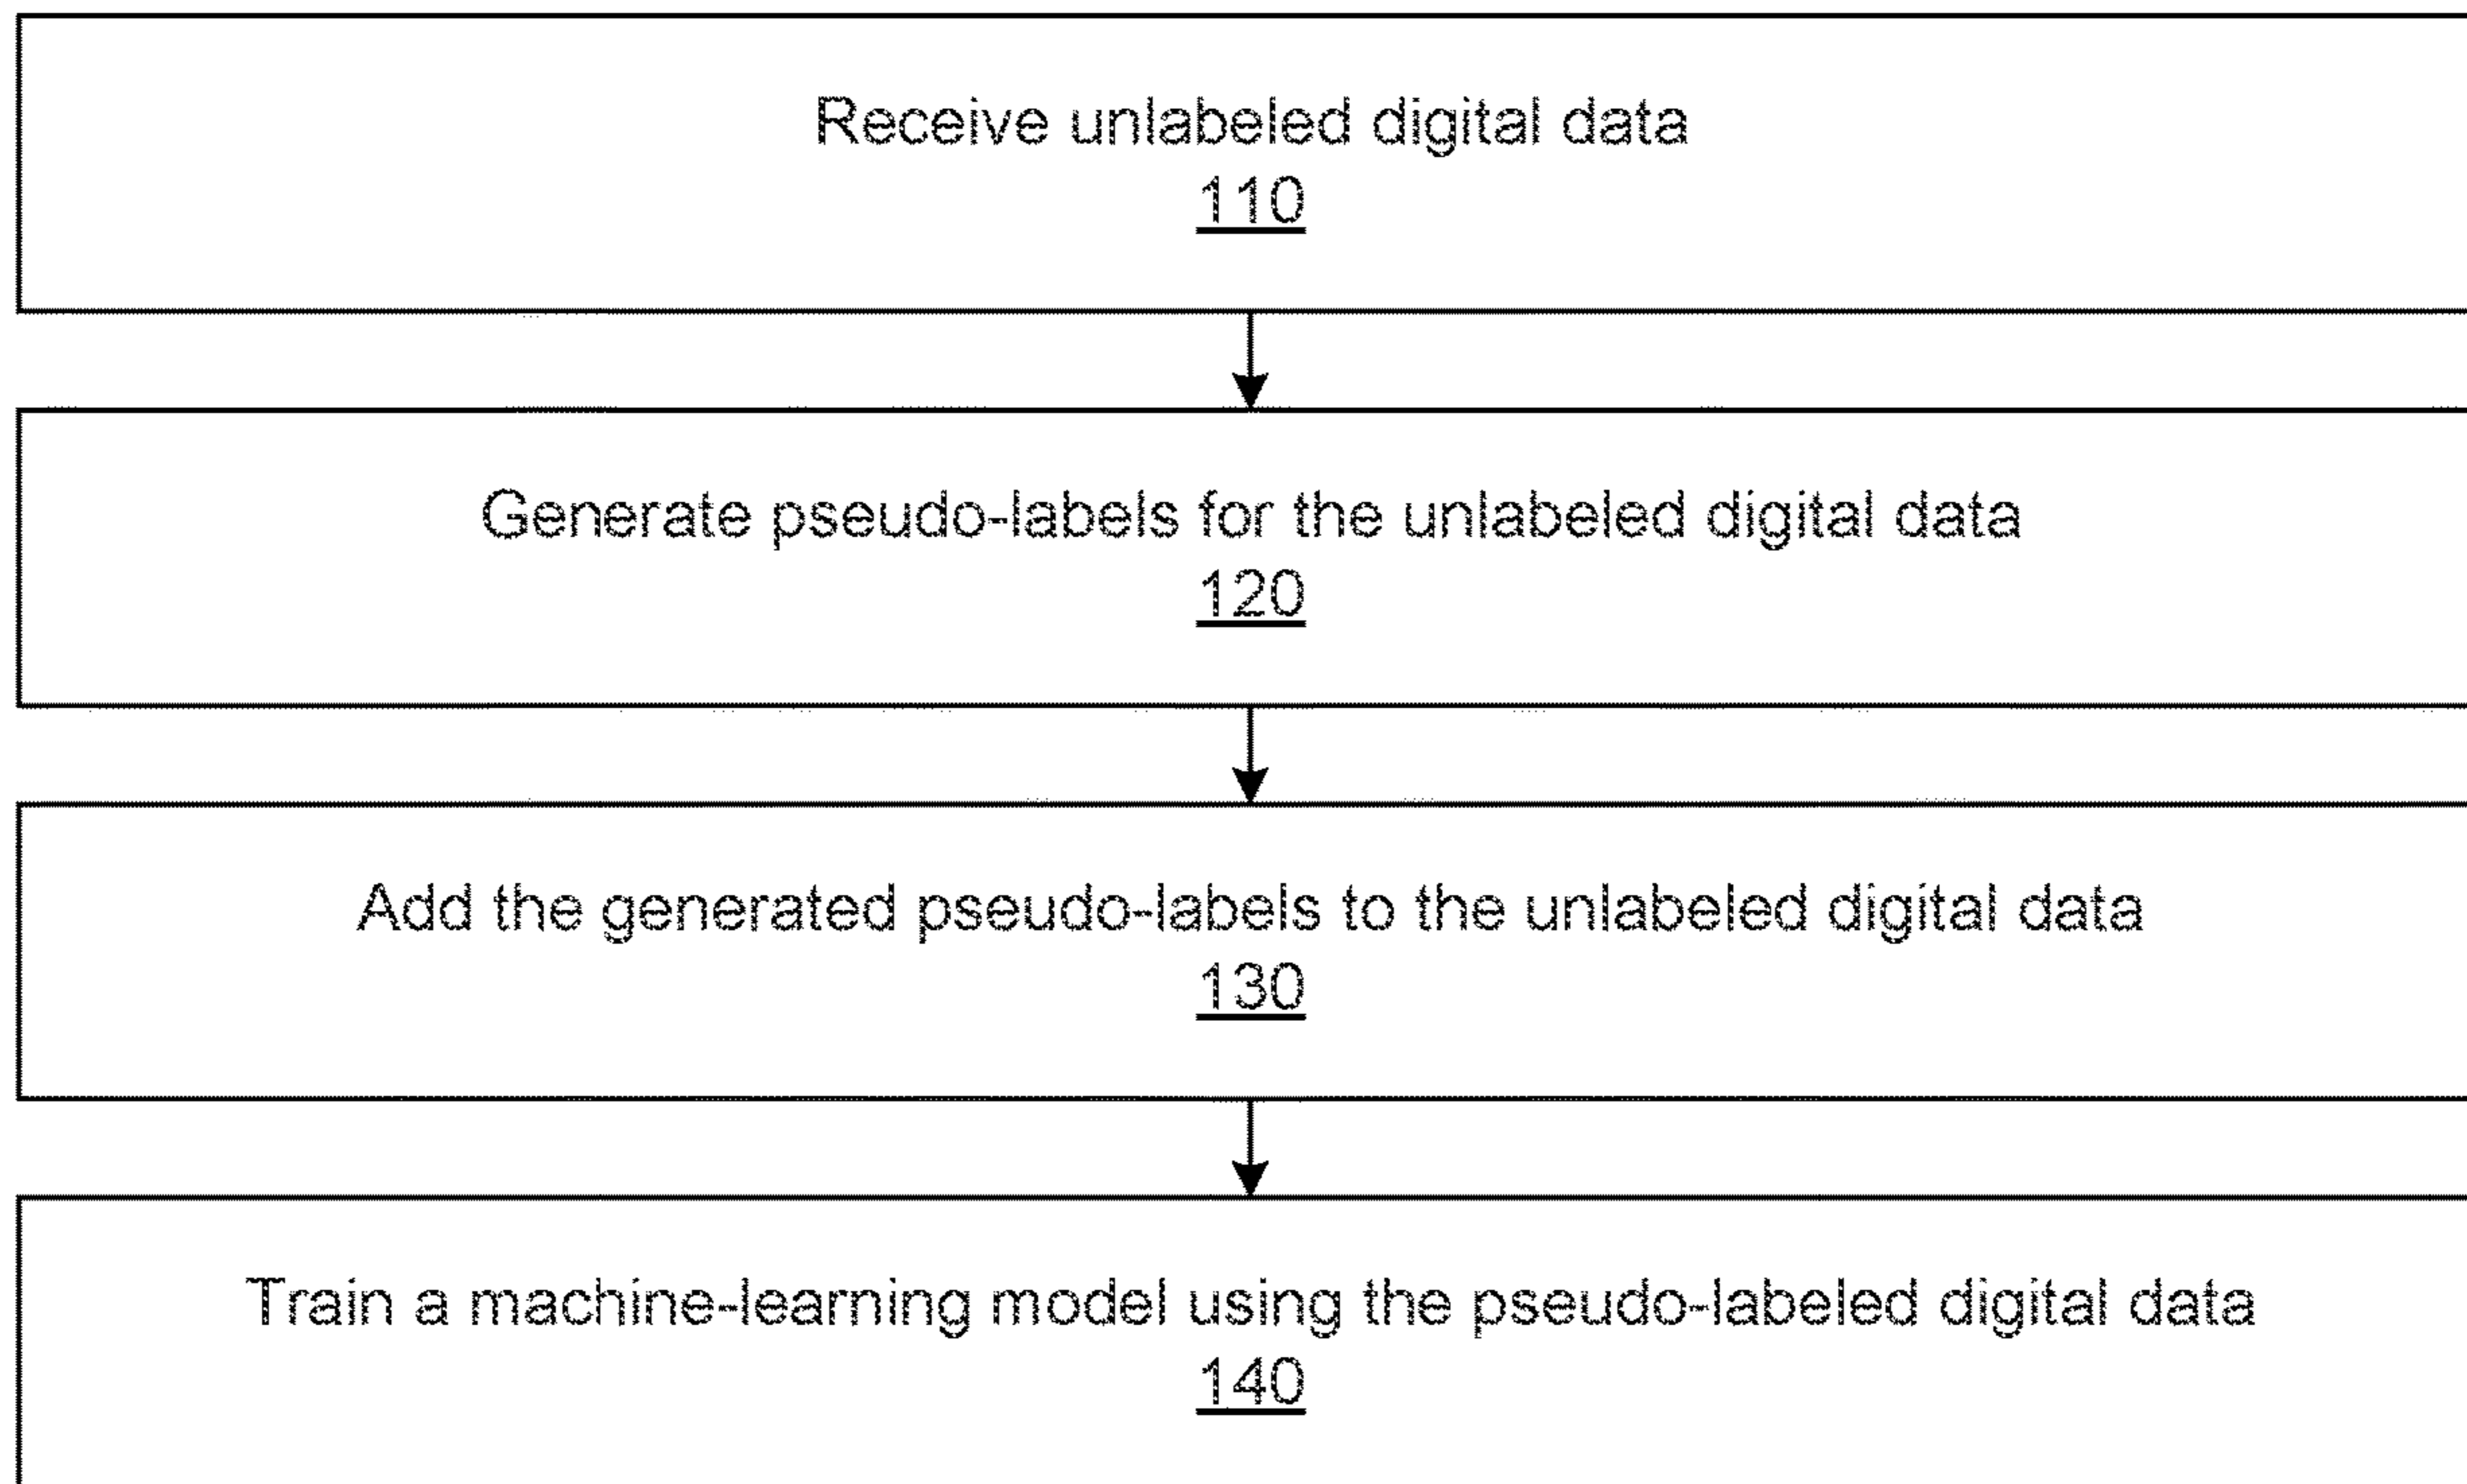 Receive unlabeled digital data
110
Generate pseudo-labels for the unlabeled digital data
120
Add the generated pseudo-labels to the unlabeled digital data
130
Train a machine-learning model using the pseudo-labeled digital data
140